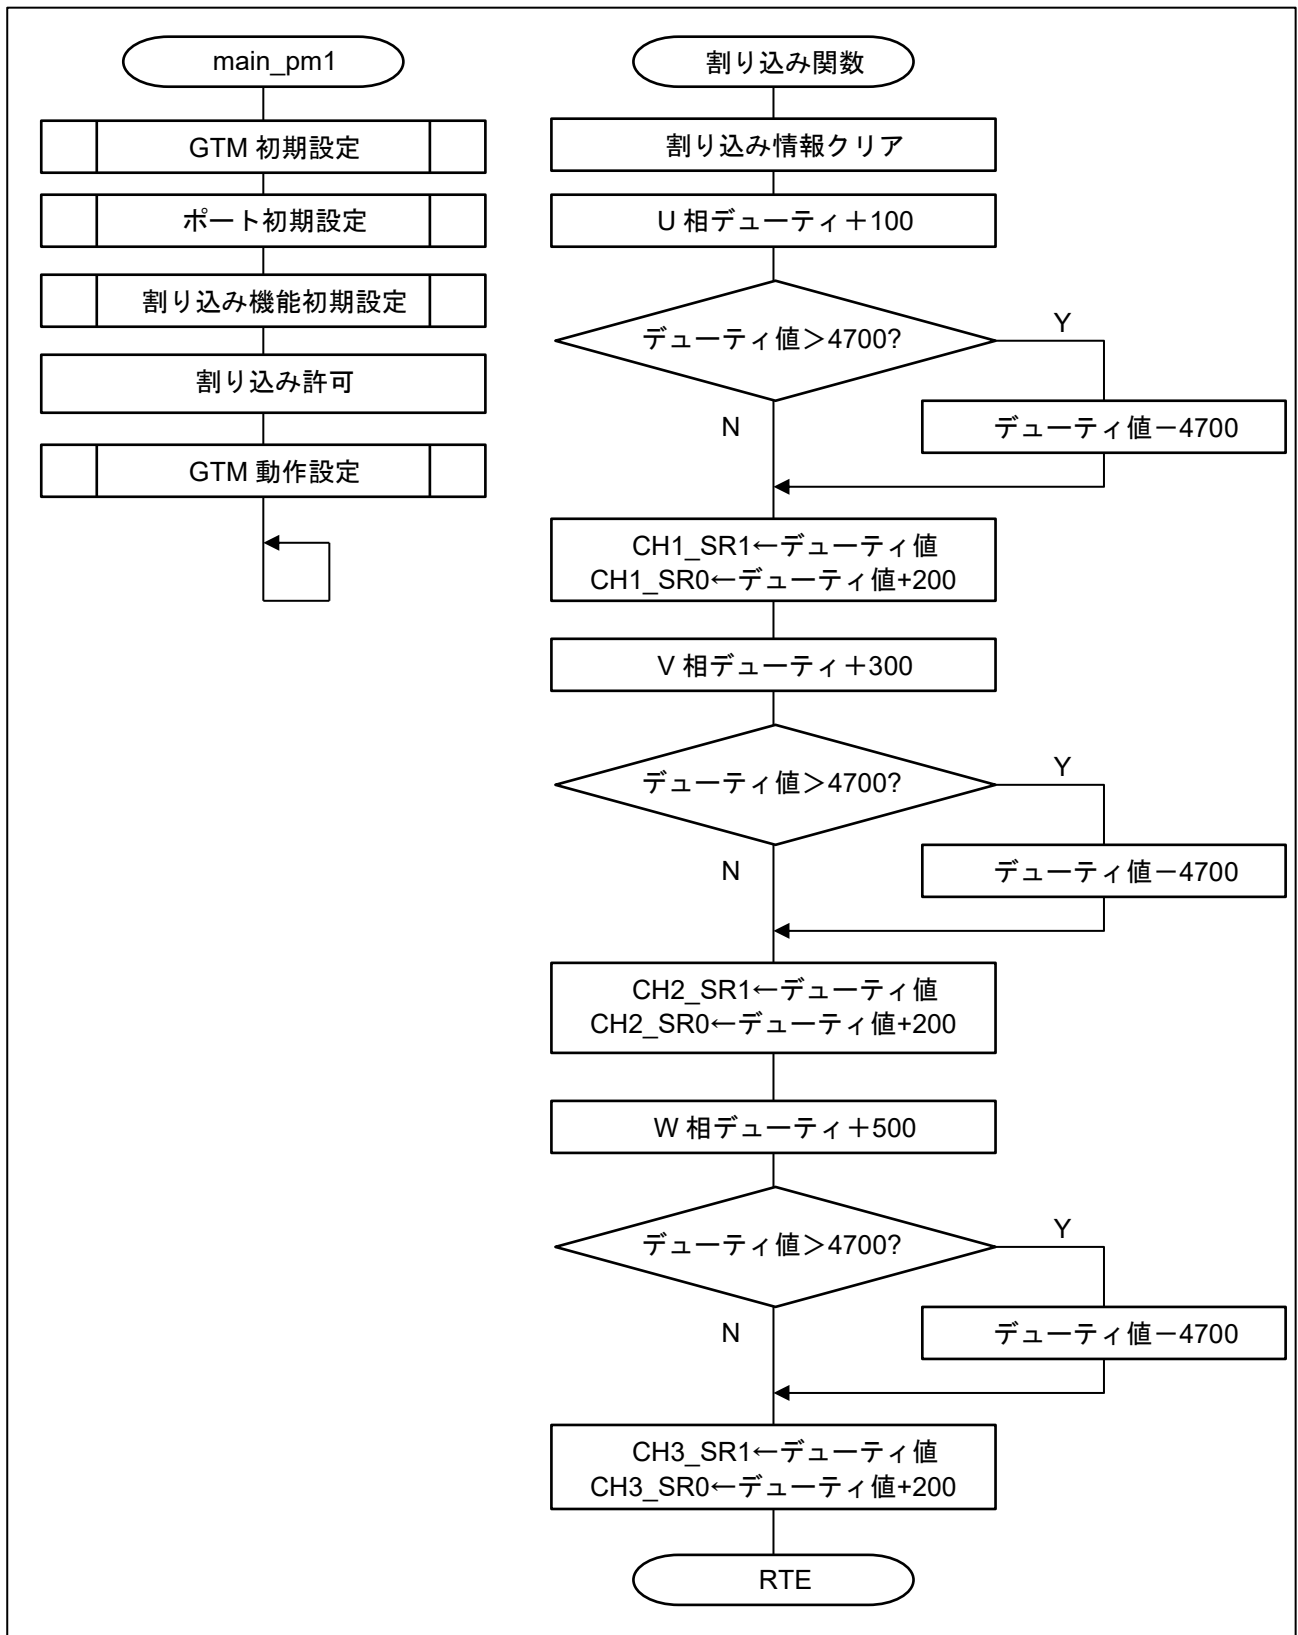 main_pm1
GTM 初期設定
ポート初期設定
割り込み機能初期設定
割り込み許可
GTM 動作設定
割り込み関数
割り込み情報クリア
U 相デューティ＋100
デューティ値＞4700?
Y
N
デューティ値－4700
CH1_SR1←デューティ値
CH1_SR0←デューティ値+200
V 相デューティ＋300
デューティ値＞4700?
Y
N
デューティ値－4700
CH2_SR1←デューティ値
CH2_SR0←デューティ値+200
W 相デューティ＋500
デューティ値＞4700?
Y
N
デューティ値－4700
CH3_SR1←デューティ値
CH3_SR0←デューティ値+200
RTE